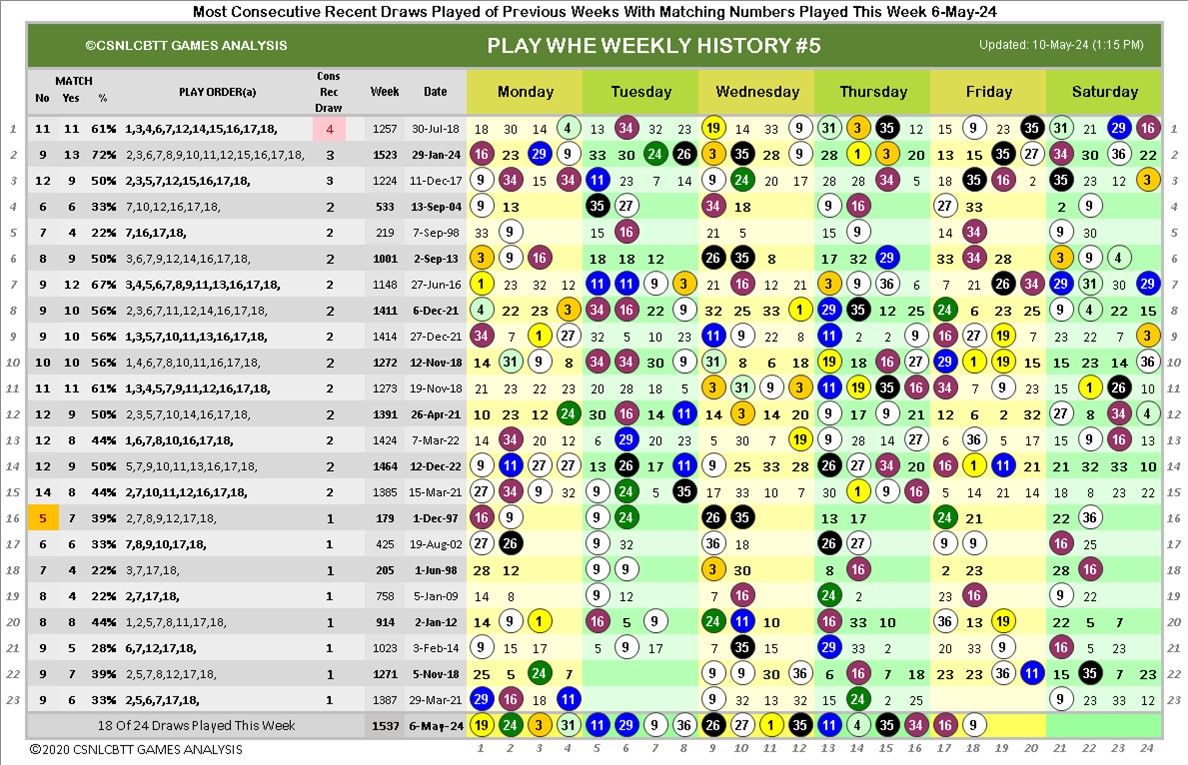 Most Consecutive Recent Draws Played of Previous Weeks With Matching Numbers Played This Week 6-May-24
©CSNLCBTT GAMES ANALYSIS PLAY WHE WEEKLY HISTORY #5 Updated: 10-May-24 (1:15 PM)
MATCH
No Yes % PLAY ORDER(a) Cons Rec Draw Week Date Monday Tuesday Wednesday Thursday Friday Saturday
1 11 11 61% 1,3,4,6,7,12,14,15,16,17,18, 4 1257 30-Jul-18 18 30 14 4 13 34 32 23 19 14 33 9 31 3 35 12 15 9 23 35 31 21 29 16 1
2 13 72% 2,3,6,7,8,9,10,11,12,15,16,17,18 3 1523 29-Jan-24 16 23 29 9 33 30 24 26 3 35 28 9 28 1 3 20 13 15 35 27 34 30 36 22 2
3 12 9 50% 2,3,5,7,12,15,16,17,18, 3 1224 11-Dec-17 9 34 15 34 11 23 7 14 9 24 20 17 28 28 34 5 18 35 16 2 35 23 12 3 3
4 6 6 33% 7,10,12,16,17,18, 2 533 13-Sep-04 9 13 35 27 34 18 9 16 27 33 2 9 4
5 7 4 22% 7,16,17,18, 2 219 7-Sep-98 33 9 15 16 21 5 15 9 14 34 9 30 5
6 8 9 50% 3,6,7,9,12,14,16,17,18, 2 1001 2-Sep-13 3 9 16 18 18 12 26 35 8 17 32 29 33 34 28 3 9 4 6
7 9 12 67% 3,4,5,6,7,8,9,11,13,16,17,18, 2 1148 27-Jun-16 1 23 32 12 11 11 9 3 21 16 12 21 3 9 36 6 7 21 26 34 29 31 29 29 7
8 9 10 56% 3,6,9,11,12,14,16,17,18, 2 1411 6-Dec-21 4 22 22 3 34 16 22 9 32 25 33 1 29 35 12 25 24 6 23 25 9 4 22 15 8
9 10 56% 1,3,5,7,10,11,13,16,17,18, 2 1414 27-Dec-21 34 7 1 27 32 5 10 23 11 9 22 8 11 2 16 9 16 27 19 7 23 22 7 3 9
10 10 10 56% 1,4,6,7,8,10,11,16,17,18, 2 1272 12-Nov-18 14 31 9 8 34 34 30 9 31 8 6 18 19 18 16 27 29 1 19 15 15 23 14 36 10
11 11 11 61% 1,3,4,5,7,9,11,12,16,17,18, 2 1273 19-Nov-18 21 23 22 23 20 28 18 5 3 31 9 3 11 19 35 16 34 7 9 23 15 1 26 10 11
12 12 9 50% 2,3,5,7,10,14,16,17,18, 2 1391 26-Apr-21 10 23 12 24 30 16 14 11 14 3 14 20 9 17 9 21 12 6 2 32 27 8 34 4 12
13 12 8 44% 1,6,7,8,10,16,17,18, 2 1424 7-Mar-22 14 34 20 12 6 29 20 23 5 30 7 19 9 28 14 27 6 36 5 17 15 9 16 13 13
14 12 9 50% 5,7,9,10,11,13,16,17,18, 2 1464 12-Dec-22 9 11 27 27 13 26 17 11 9 25 33 28 26 27 34 20 16 1 11 21 21 32 33 10 14
15 14 8 44% 2,7,10,11,12,16,17,18, 2 1385 15-Mar-21 27 34 9 32 9 24 5 35 17 33 10 7 30 1 9 16 5 14 21 14 18 8 23 22 15
16 5 7 39% 2,7,8,9,12,17,18, 1 179 1-Dec-97 16 9 9 24 26 35 13 17 24 21 22 36 16
17 6 6 33% 7,8,9,10,17,18, 1 425 19-Aug-02 27 26 9 32 36 18 26 27 9 9 16 25 17
18 7 4 22% 3,7,17,18, 1 205 1-Jun-98 28 12 9 9 3 30 8 16 2 23 28 16 18
19 8 4 22% 2,7,17,18, 1 758 5-Jan-09 14 8 9 12 7 16 24 2 23 16 9 22 19
20 8 44% 1,2,5,7,8,11,17,18, 1 914 2-Jan-12 14 9 1 16 5 9 24 11 10 16 33 10 36 13 19 22 5 7 20
21 5 28% 6,7,12,17,18, 1 1023 3-Feb-14 9 15 17 5 9 17 7 35 15 29 33 2 20 33 9 16 5 23 21
22 9 7 39% 2,5,7,8,12,17,18, 1 1271 5-Nov-18 25 5 24 7 9 9 30 36 6 16 7 18 23 23 36 11 15 35 7 23 22
23 9 6 33% 2,5,6,7,17,18, 1 1387 29-Mar-21 29 16 18 11 9 32 13 32 15 24 2 25 9 23 33 12 23
18 Of 24 Draws Played This Week 1537 6-May-24 19 24 3 31 11 29 9 36 26 27 1 35 11 4 35 34 16 9
©2020 CSNLCBTT GAMES ANALYSIS 1 2 3 4 5 6 7 8 9 10 11 12 13 14 15 16 17 18 19 20 21 22 23 24